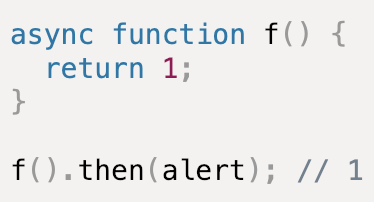 async function f() {
  return 1;
}
f().then(alert); // 1